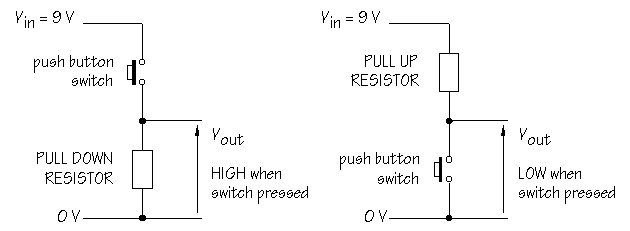 Vin = 9 V
push button
switch
Vout
PULL DOWN
RESISTOR
HIGH when
switch pressed
0 V
Vin = 9 V
PULL UP
RESISTOR
Vout
push button
switch
LOW when
switch pressed
0 V